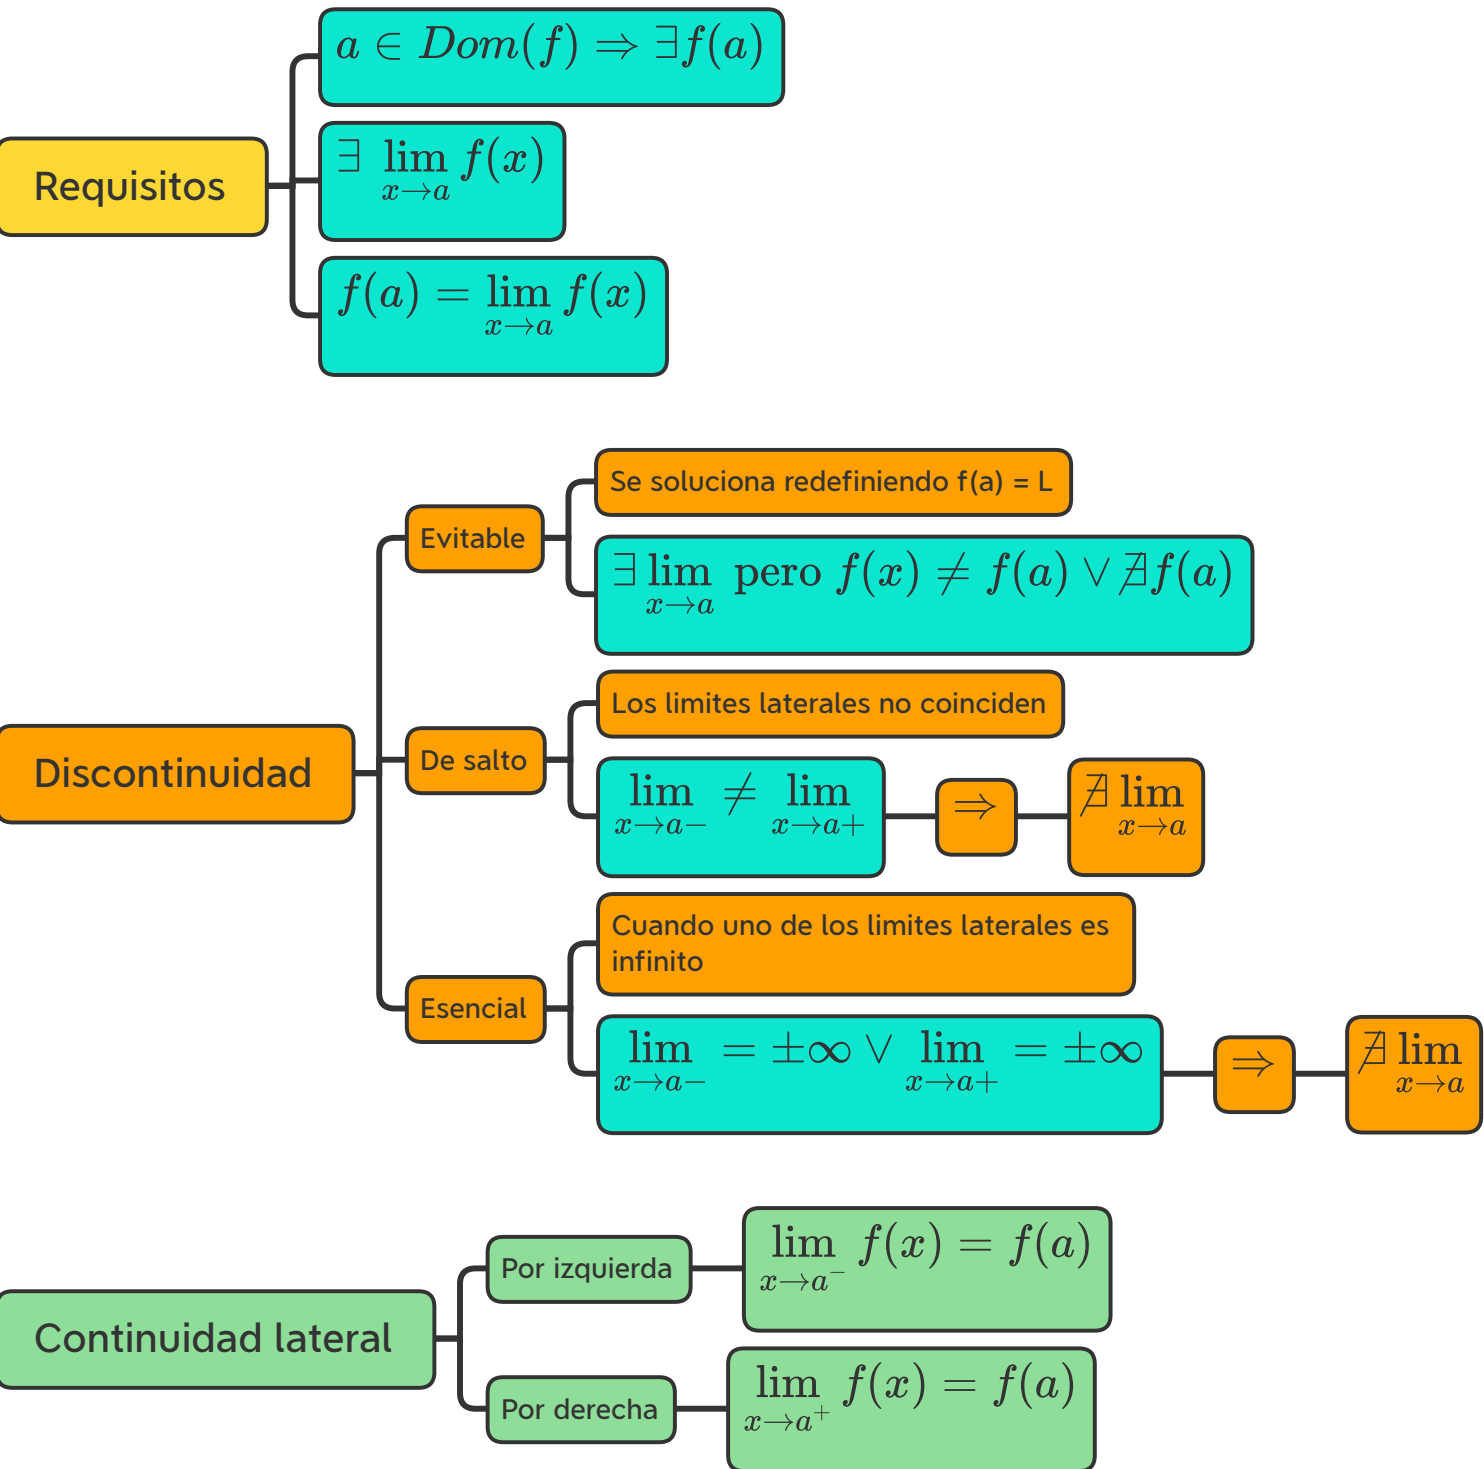 a ∈ Dom(f) ⇒ ∃f(a)
Requisitos
∃ lim f(x)
x→a
f(a) = lim f(x)
x→a
Discontinuidad
Evitable
Se soluciona redefiniendo f(a) = L
∃ lim pero f(x) ≠ f(a) ∨ ∄f(a)
x→a
De salto
Los limites laterales no coinciden
lim ≠ lim
x→a− x→a+
⇒
∄ lim
x→a
Esencial
Cuando uno de los limites laterales es
infinito
lim = ±∞ ∨ lim = ±∞
x→a− x→a+
⇒
∄ lim
x→a
Continuidad lateral
Por izquierda
lim f(x) = f(a)
x→a⁻
Por derecha
lim f(x) = f(a)
x→a⁺